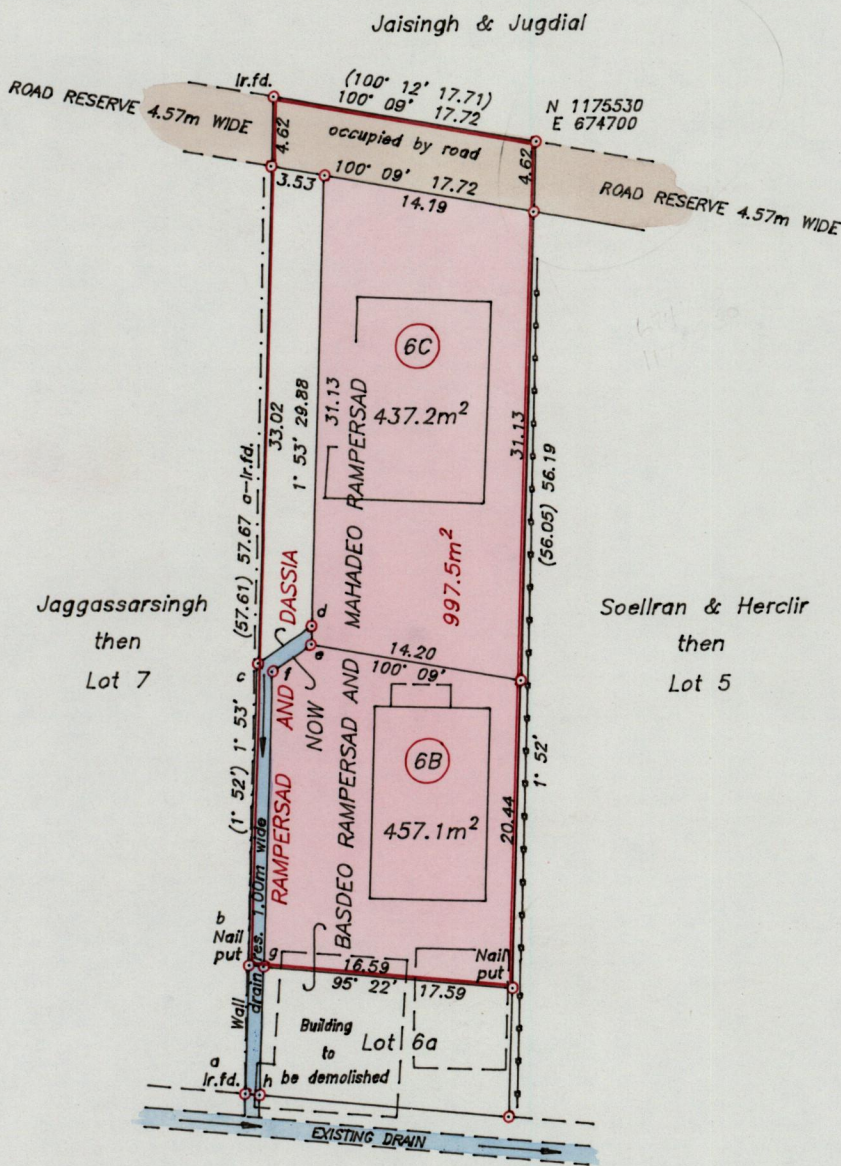 Jaisingh & Jugdial
Ir.fd.
(100° 12' 17.71)
100° 09' 17.72
N 1175530
E 674700
ROAD RESERVE 4.57m WIDE
4.62
occupied by road
4.62
ROAD RESERVE 4.57m WIDE
3.53
100° 09' 17.72
14.19
6C
437.2m²
33.02
1° 53' 29.88
31.13
31.13
(56.05) 56.19
(57.61) 57.67 a-Ir.fd.
997.5m²
Jaggassarsingh
then
Lot 7
Soellran & Herclir
then
Lot 5
RAMPERSAD AND DASSIA
NOW
BASDEO RAMPERSAD AND MAHADEO RAMPERSAD
d
e
c
f
14.20
100° 09'
(1° 52') 1° 53'
1° 52'
6B
457.1m²
20.44
drain res. 1.00m wide
b
Nail
put
g
16.59
95° 22' 17.59
Nail
put
Wall
Building
to
be demolished
Lot 6a
a
Ir.fd.
h
EXISTING DRAIN